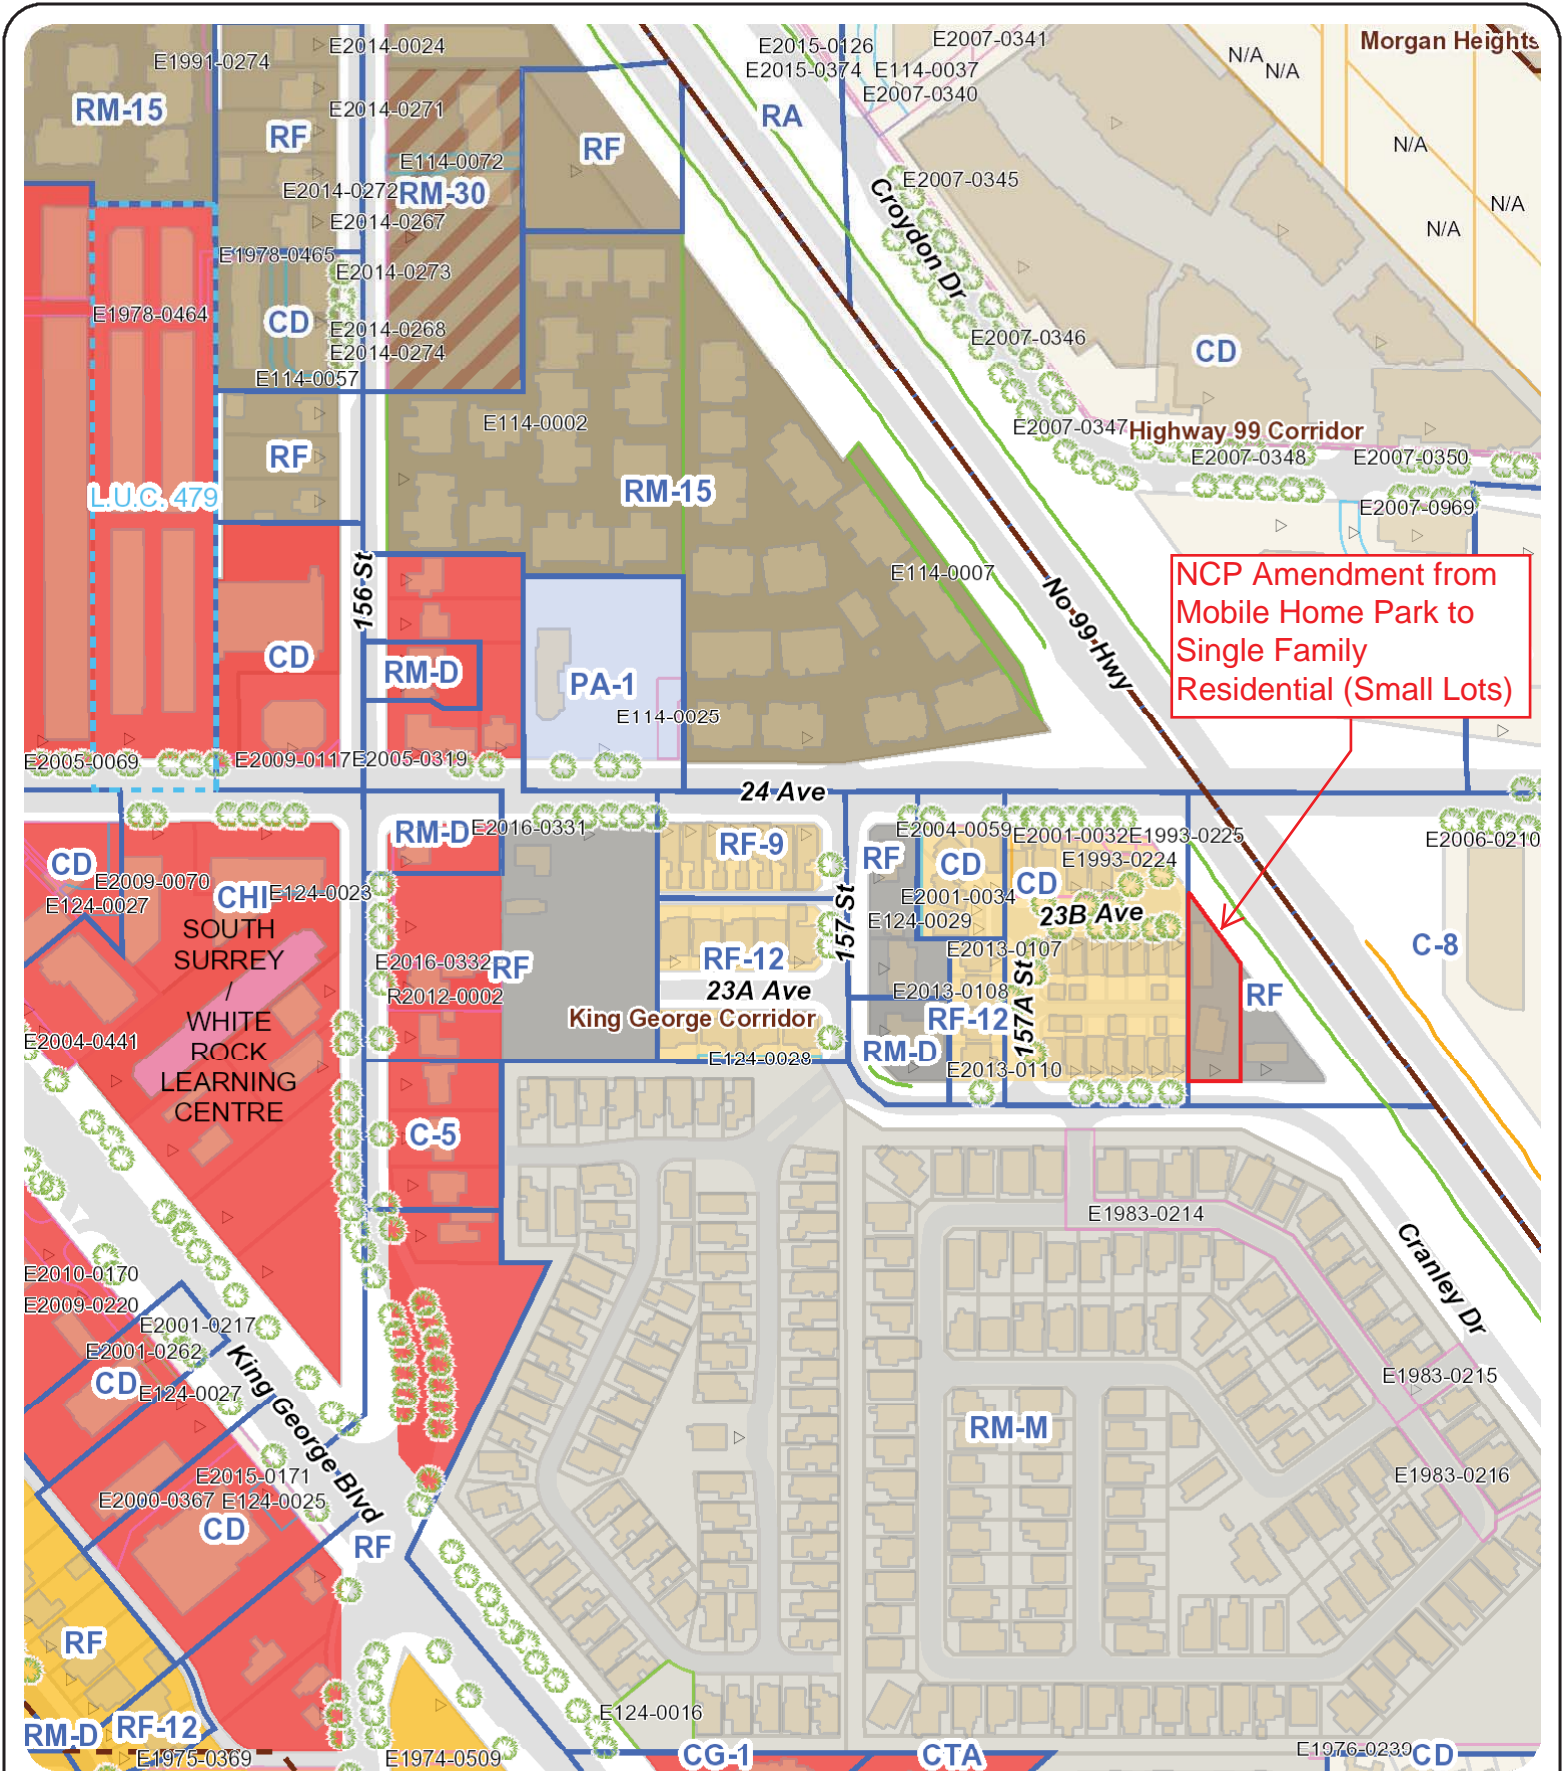 E2014-0024
E1991-0274
RM-15
RF
E2014-0271
E114-0072
E2014-0272
RM-30
E2014-0267
RF
E2015-0126
E2015-0374
E114-0037
E2007-0341
E2007-0340
RA
N/A
N/A
Morgan Heights
N/A
N/A
N/A
E2007-0345
Croydon Dr
E1978-0465
E2014-0273
E1978-0464
CD
E2014-0268
E2014-0274
E114-0057
E2007-0346
CD
E114-0002
RF
E2007-0347
Highway 99 Corridor
E2007-0348
E2007-0350
L.U.C. 479
RM-15
E2007-0969
156 St
E114-0007
No 99 Hwy
NCP Amendment from
Mobile Home Park to
Single Family
Residential (Small Lots)
CD
RM-D
PA-1
E114-0025
E2005-0069
E2009-0117
E2005-0319
24 Ave
RM-D
E2016-0331
RF-9
RF
E2004-0059
E2001-0032
E1993-0225
E1993-0224
E2006-0210
CD
E2009-0070
E124-0027
CHI
E124-0023
CD
CD
E2001-0034
157 St
E124-0029
23B Ave
SOUTH
SURREY
/
WHITE
ROCK
LEARNING
CENTRE
E2016-0332
RF
R2012-0002
RF-12
23A Ave
King George Corridor
E124-0028
E2013-0107
E2013-0108
157A St
RF-12
RM-D
E2013-0110
RF
C-8
E2004-0441
C-5
E1983-0214
Cranley Dr
E2010-0170
E2009-0220
E2001-0217
E2001-0262
CD
E124-0027
King George Blvd
E1983-0215
RM-M
E2015-0171
E2000-0367
E124-0025
CD
RF
E1983-0216
RF
E124-0016
RM-D
RF-12
E1975-0369
E1974-0509
CG-1
CTA
E1976-0239
CD